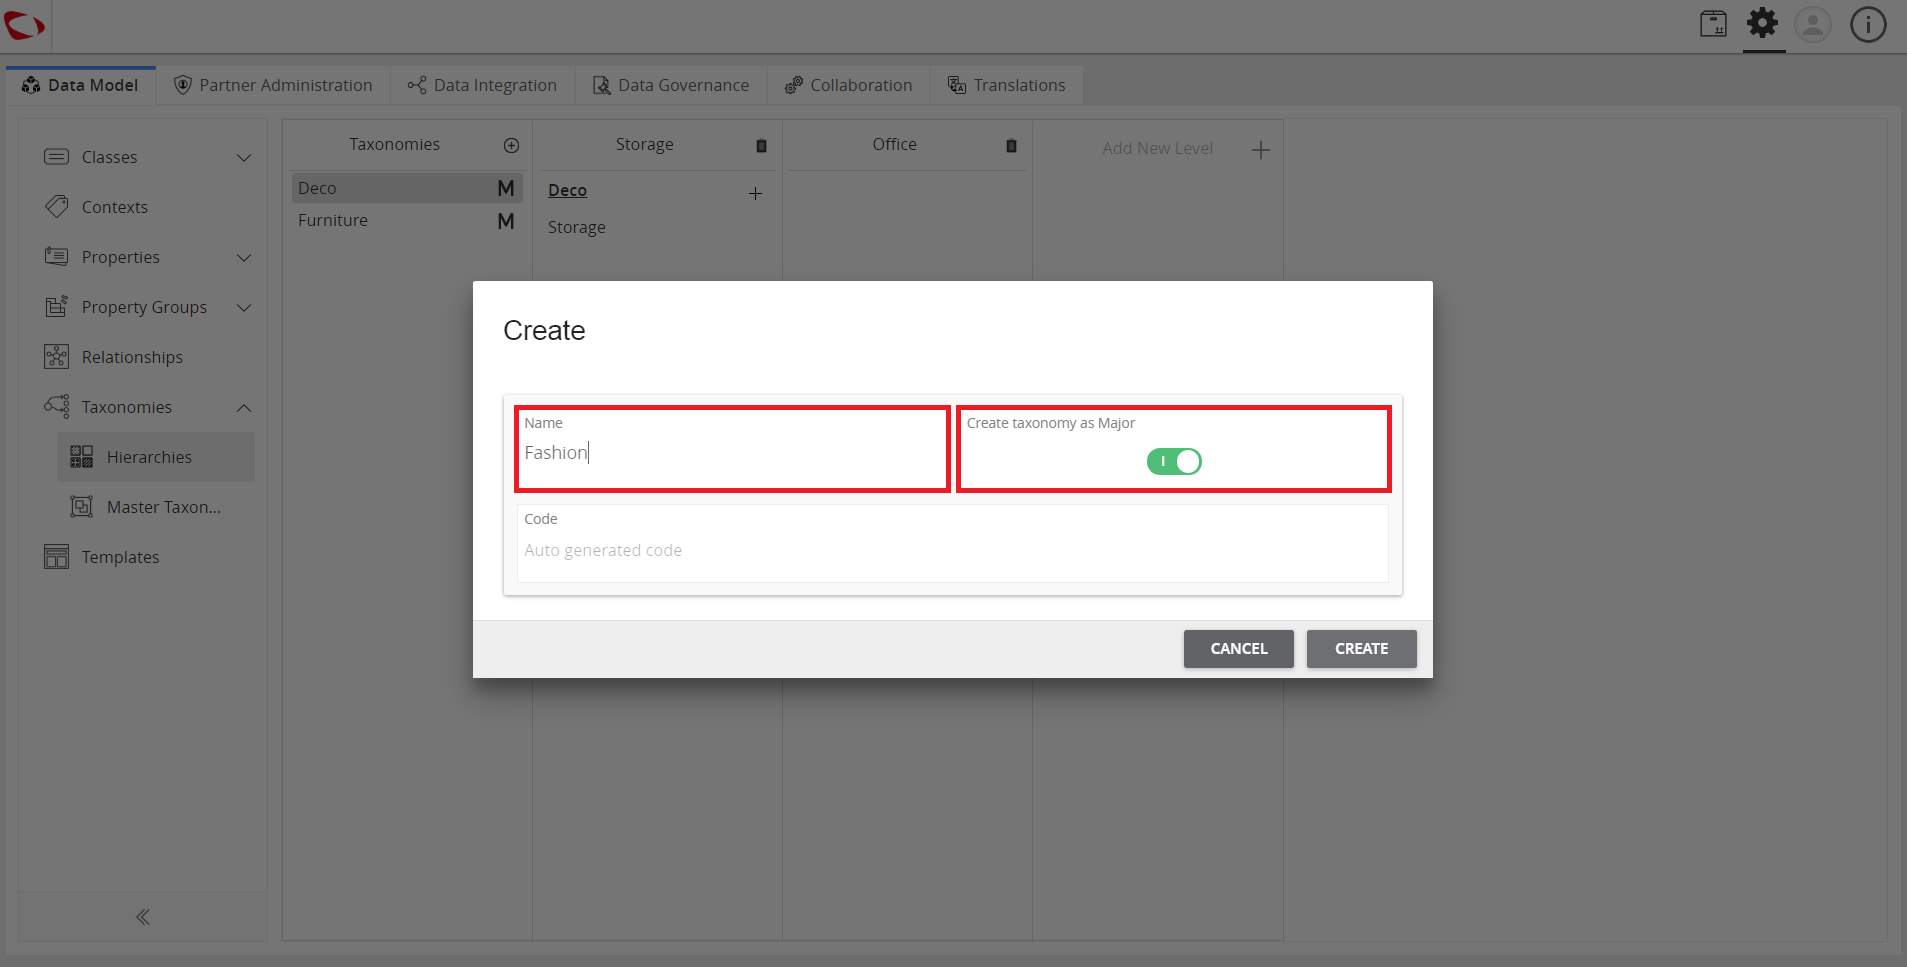 Data Model
Partner Administration
Data Integration
Data Governance
Collaboration
Translations
Classes
Contexts
Properties
Property Groups
Relationships
Taxonomies
Hierarchies
Master Taxon...
Templates
Taxonomies
Deco M
Furniture M
Storage
Deco
Storage
Office
Add New Level
Create
Name
Fashion
Create taxonomy as Major
Code
Auto generated code
CANCEL
CREATE